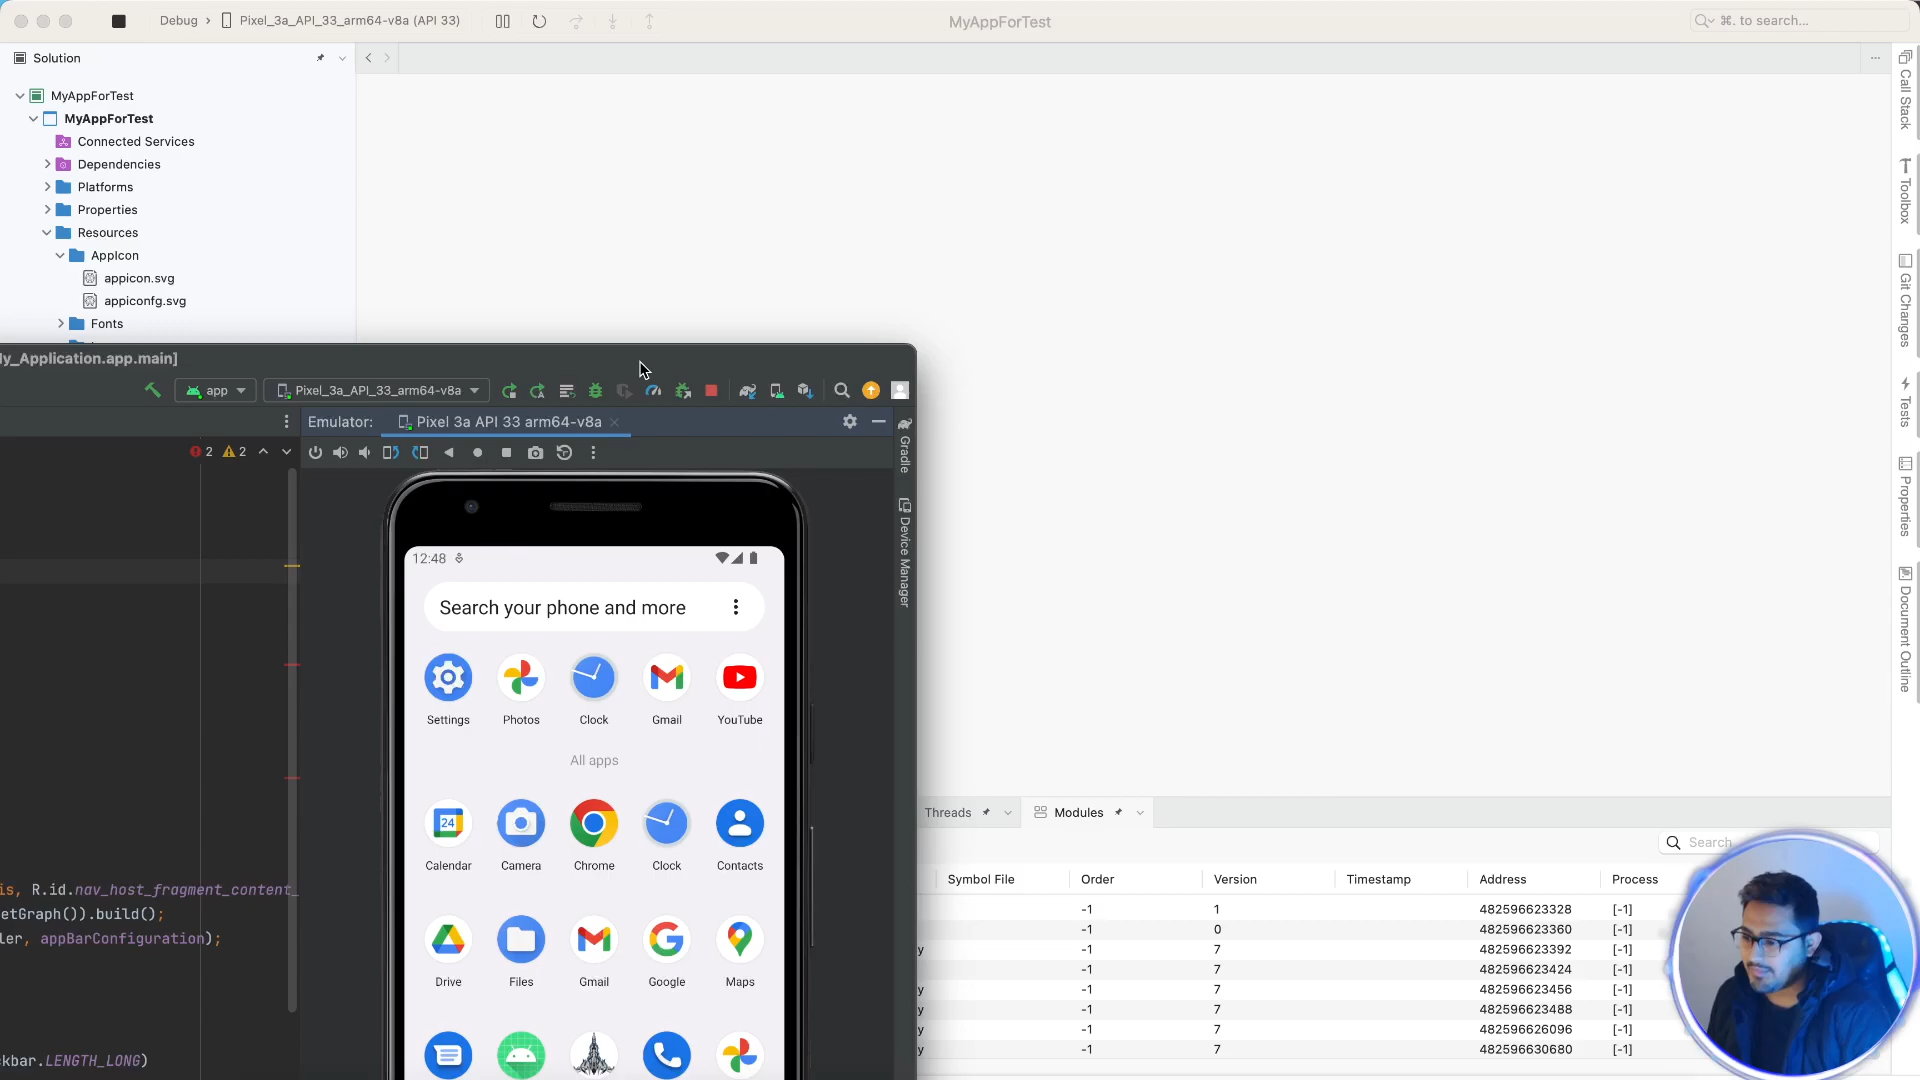 Debug
Pixel_3a_API_33_arm64-v8a (API 33)
MyAppForTest
⌘. to search...
Solution
MyAppForTest
MyAppForTest
Connected Services
Dependencies
Platforms
Properties
Resources
AppIcon
appicon.svg
appiconfg.svg
Fonts
Call Stack
Toolbox
Git Changes
Tests
Properties
Document Outline
ly_Application.app.main]
app
Pixel_3a_API_33_arm64-v8a
Emulator:
Pixel 3a API 33 arm64-v8a
2
2
Gradle
Device Manager
is, R.id.nav_host_fragment_content_
etGraph()).build();
ler, appBarConfiguration);
kbar.LENGTH_LONG)
12:48
Search your phone and more
Settings
Photos
Clock
Gmail
YouTube
All apps
24
Calendar
Camera
Chrome
Clock
Contacts
Drive
Files
Gmail
Google
Maps
Threads
Modules
Search
Symbol File
Order
Version
Timestamp
Address
Process
-1 1 482596623328 [-1]
-1 0 482596623360 [-1]
y -1 7 482596623392 [-1]
-1 7 482596623424 [-1]
y -1 7 482596623456 [-1]
y -1 7 482596623488 [-1]
y -1 7 482596626096 [-1]
y -1 7 482596630680 [-1]